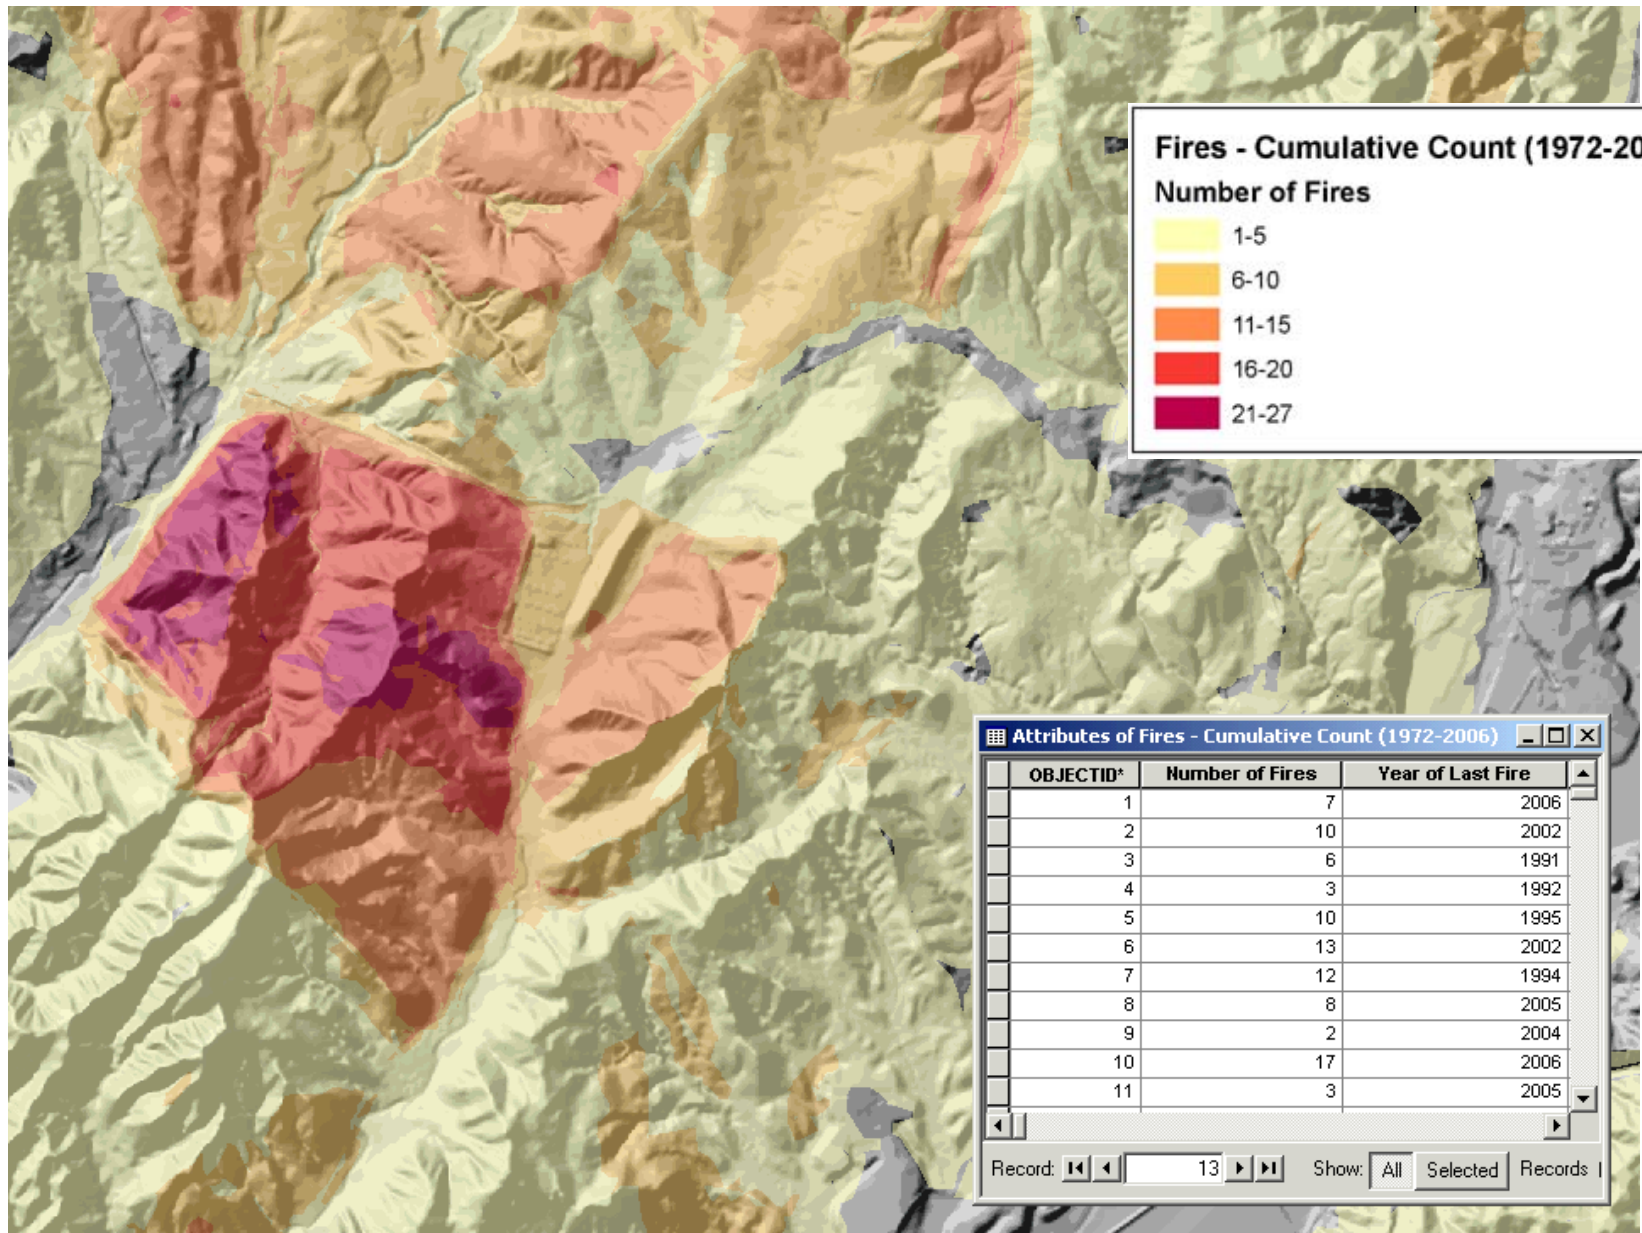 Fires - Cumulative Count (1972-20
Number of Fires
1-5
6-10
11-15
16-20
21-27
Attributes of Fires - Cumulative Count (1972-2006)
OBJECTID* Number of Fires Year of Last Fire
1 7 2006
2 10 2002
3 6 1991
4 3 1992
5 10 1995
6 13 2002
7 12 1994
8 8 2005
9 2 2004
10 17 2006
11 3 2005
Record: 13 Show: All Selected Records